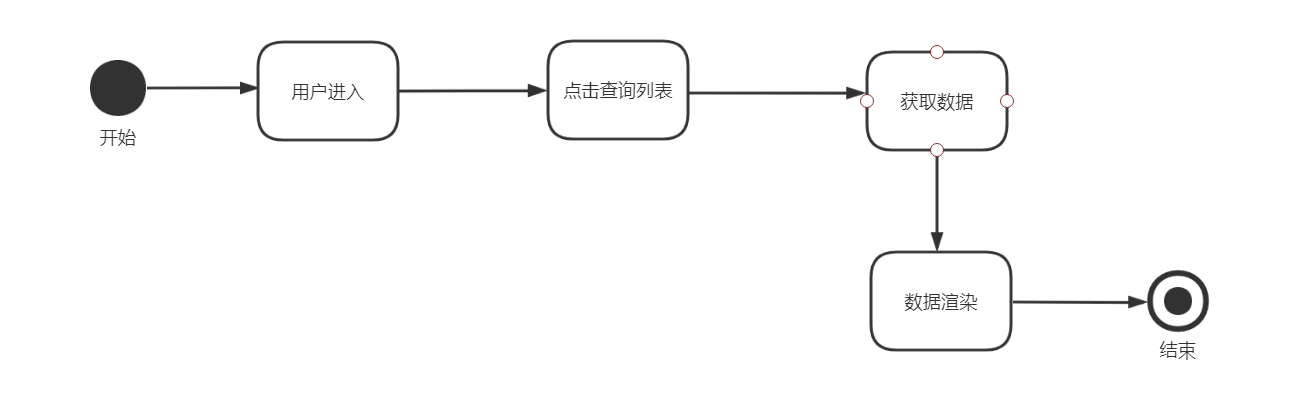 开始
用户进入
点击查询列表
获取数据
数据渲染
结束